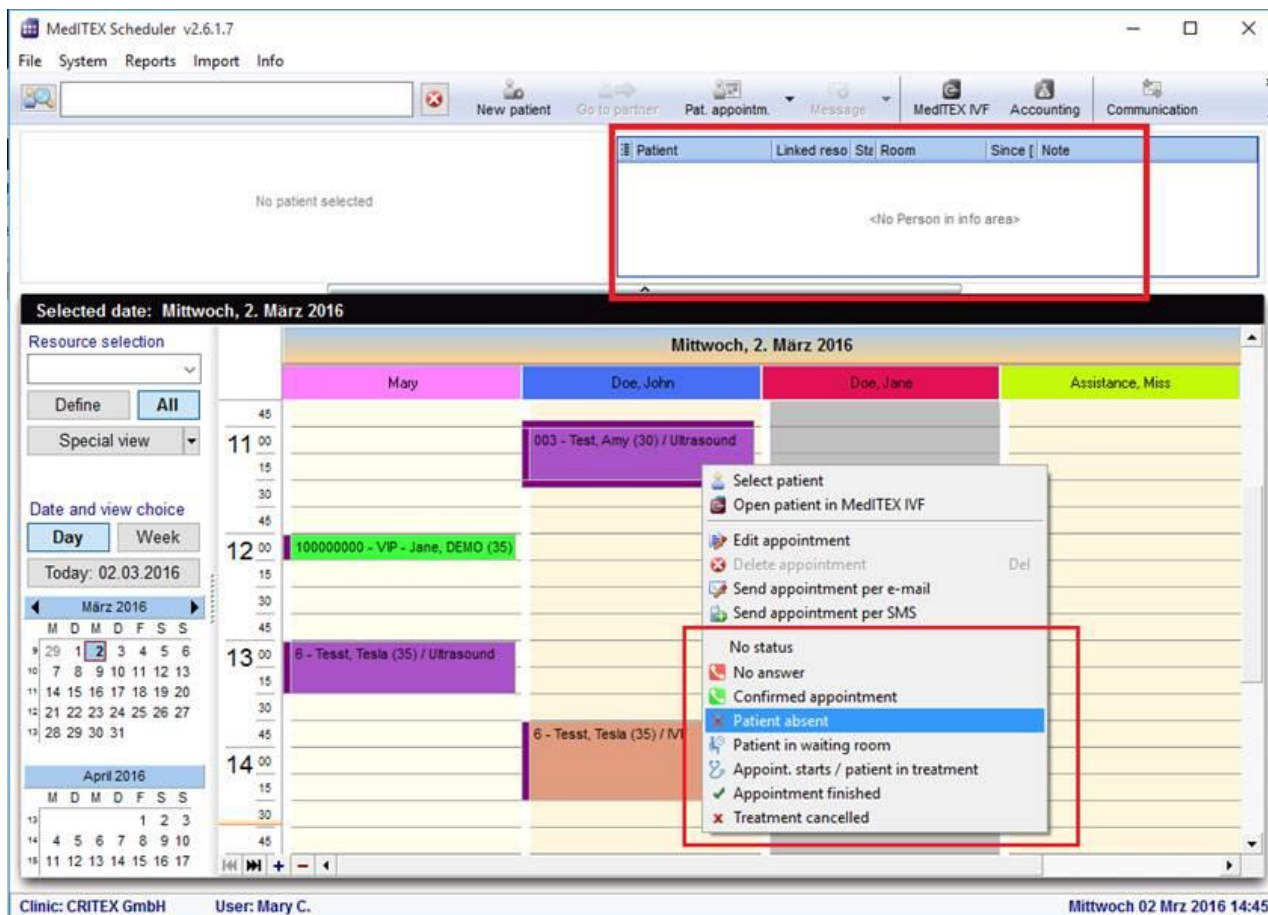 MedITEX Scheduler v2.6.1.7
File System Reports Import Info
New patient Go to partner Pat. appointm. Message MedITEX IVF Accounting Communication
No patient selected
Patient Linked reso Sta Room Since [ Note
<No Person in info area>
Selected date: Mittwoch, 2. März 2016
Resource selection
Define All
Special view
Date and view choice
Day Week
Today: 02.03.2016
März 2016
M D M D F S S
9 29 1 2 3 4 5 6
10 7 8 9 10 11 12 13
11 14 15 16 17 18 19 20
12 21 22 23 24 25 26 27
13 28 29 30 31
April 2016
M D M D F S S
13 1 2 3
14 4 5 6 7 8 9 10
15 11 12 13 14 15 16 17
Mittwoch, 2. März 2016
Mary Doe, John Doe, Jane Assistance, Miss
45
11 00
15
30
45
12 00
15
30
45
13 00
15
30
45
14 00
15
30
45
003 - Test, Amy (30) / Ultrasound
100000000 - VIP - Jane, DEMO (35)
6 - Tesst, Tesla (35) / Ultrasound
6 - Tesst, Tesla (35) / IVF
Select patient
Open patient in MedITEX IVF
Edit appointment
Delete appointment Del
Send appointment per e-mail
Send appointment per SMS
No status
No answer
Confirmed appointment
Patient absent
Patient in waiting room
Appoint. starts / patient in treatment
Appointment finished
Treatment cancelled
Clinic: CRITEX GmbH User: Mary C. Mittwoch 02 Mrz 2016 14:45